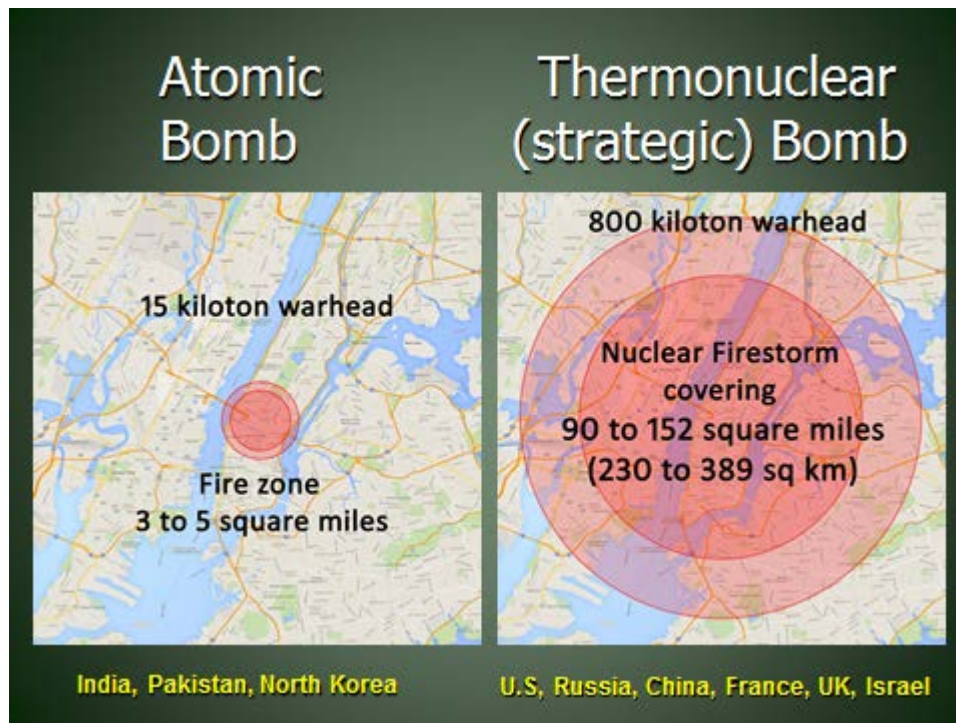 Atomic
Bomb
Thermonuclear
(strategic) Bomb
15 kiloton warhead
Fire zone
3 to 5 square miles
800 kiloton warhead
Nuclear Firestorm
covering
90 to 152 square miles
(230 to 389 sq km)
India, Pakistan, North Korea
U.S, Russia, China, France, UK, Israel